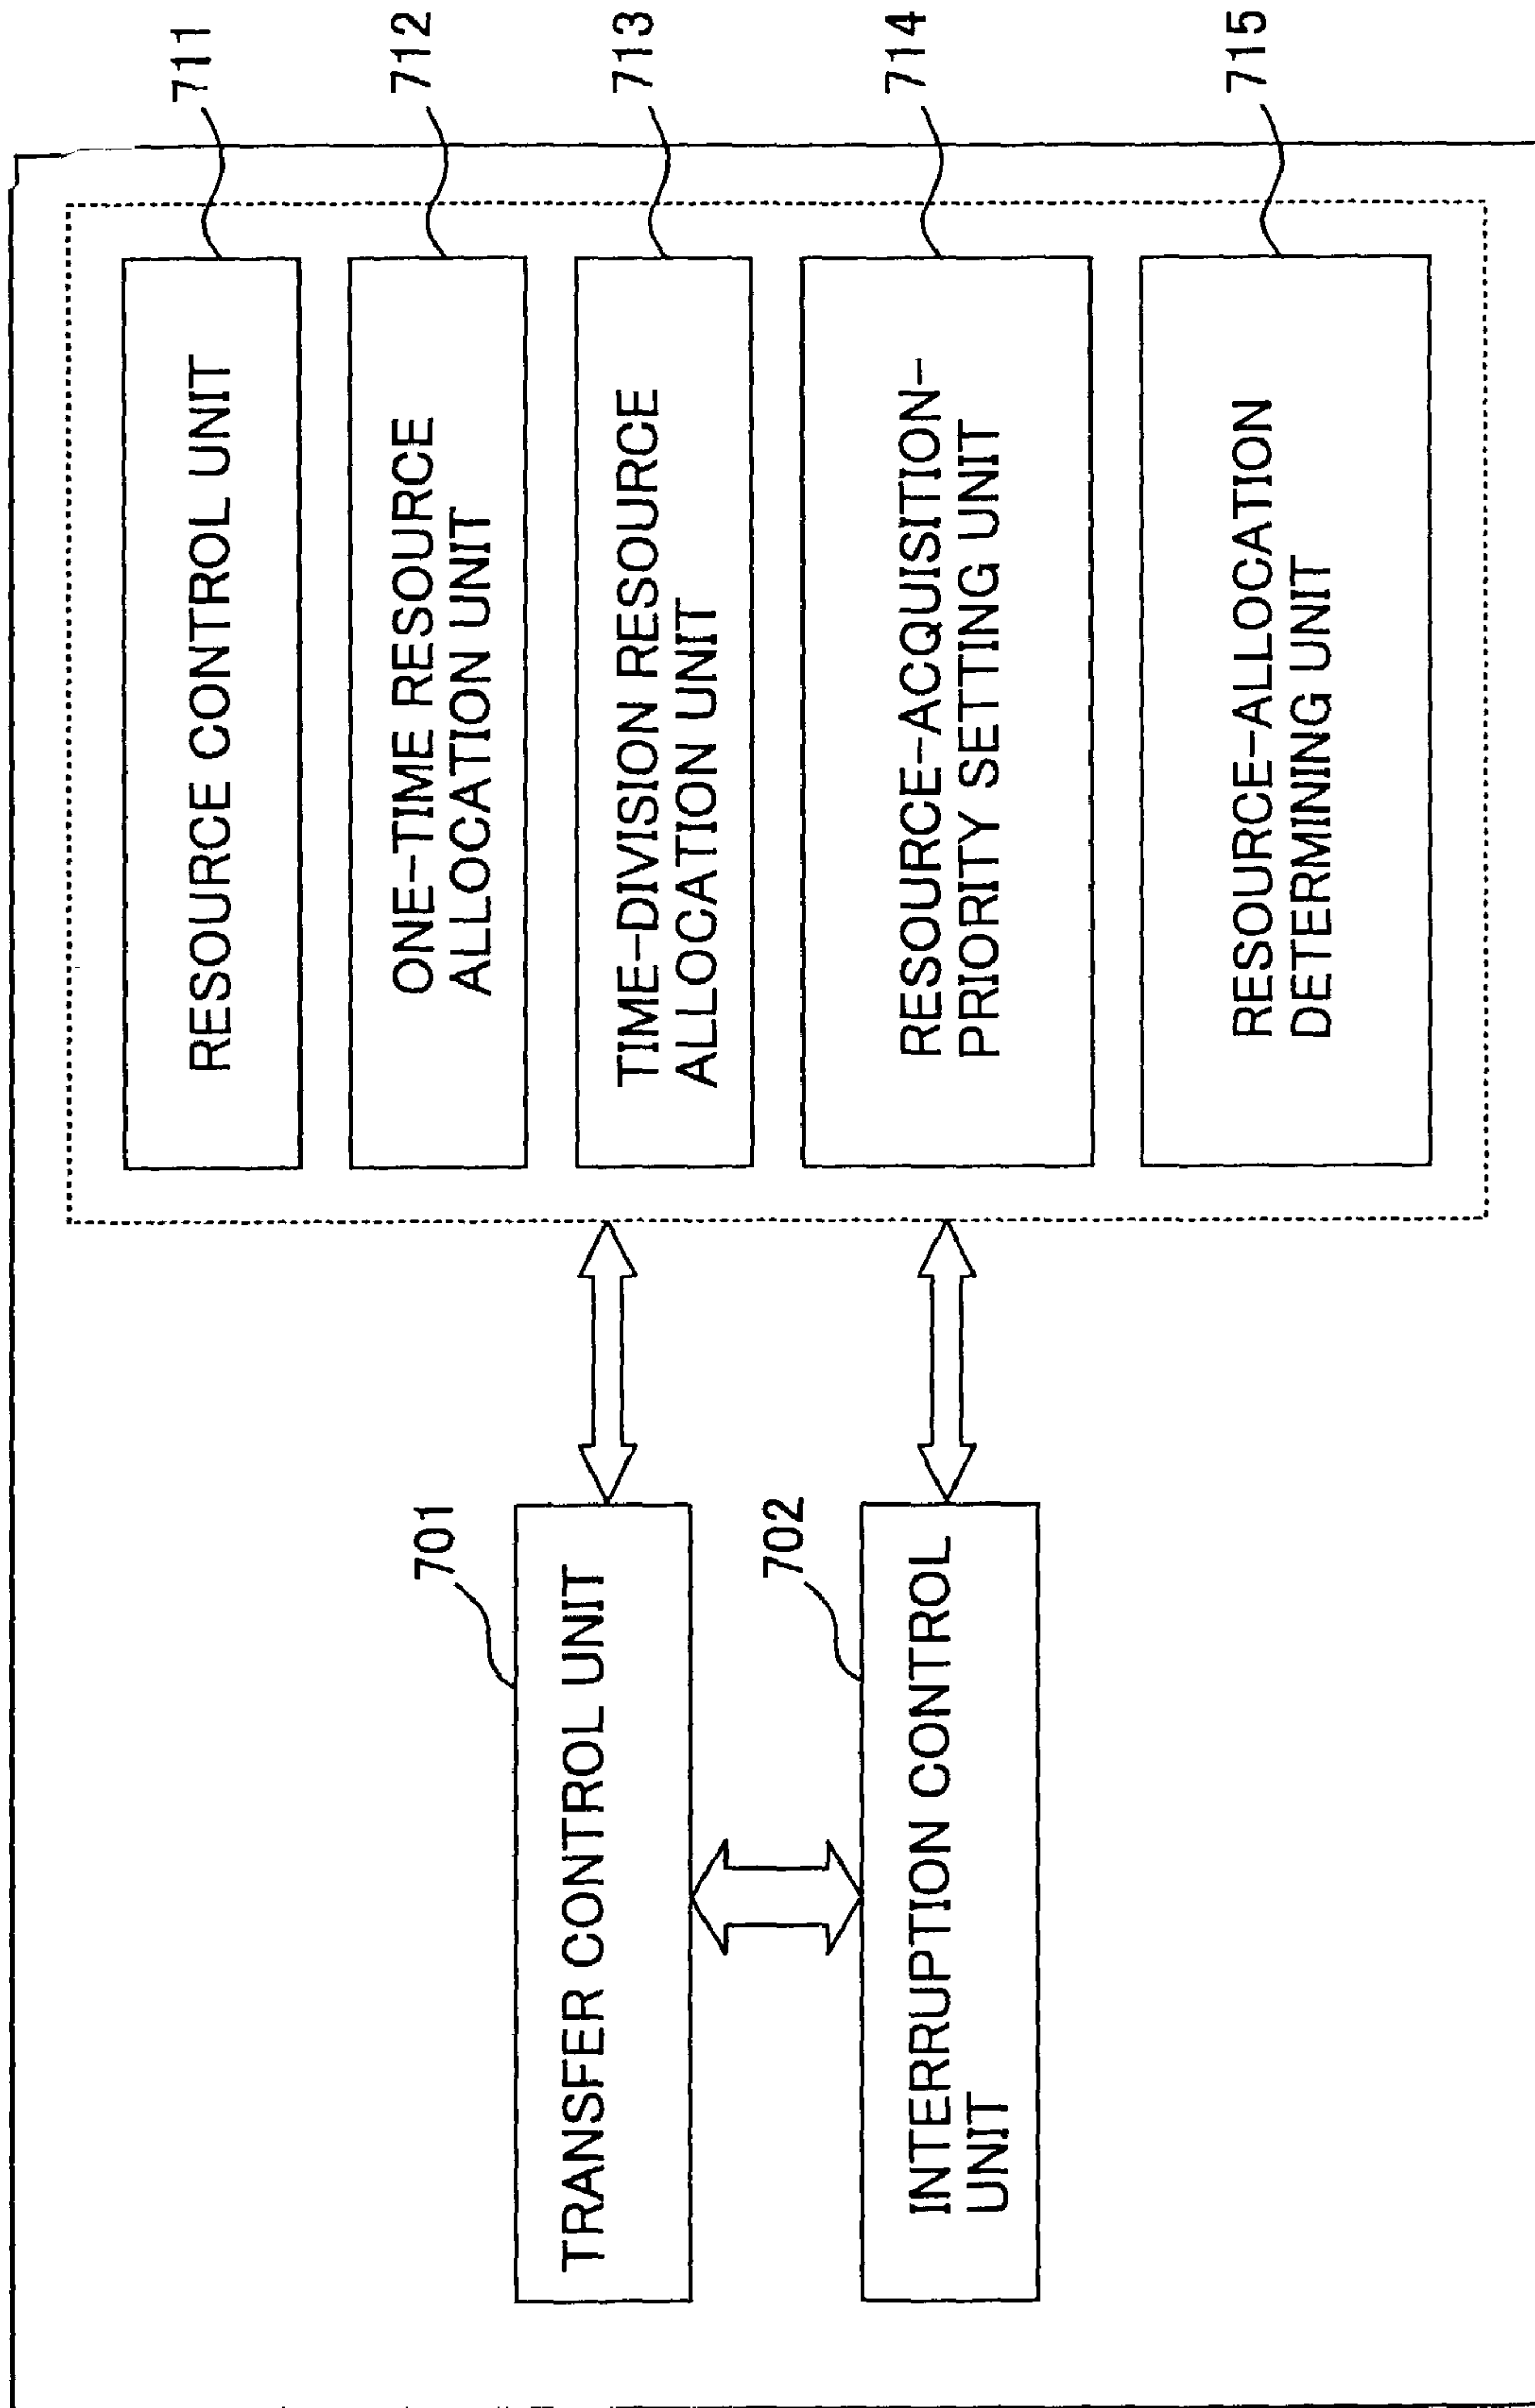 701
TRANSFER CONTROL UNIT
702
INTERRUPTION CONTROL
UNIT
RESOURCE CONTROL UNIT
711
ONE-TIME RESOURCE
ALLOCATION UNIT
712
TIME-DIVISION RESOURCE
ALLOCATION UNIT
713
RESOURCE-ACQUISITION-
PRIORITY SETTING UNIT
714
RESOURCE-ALLOCATION
DETERMINING UNIT
715